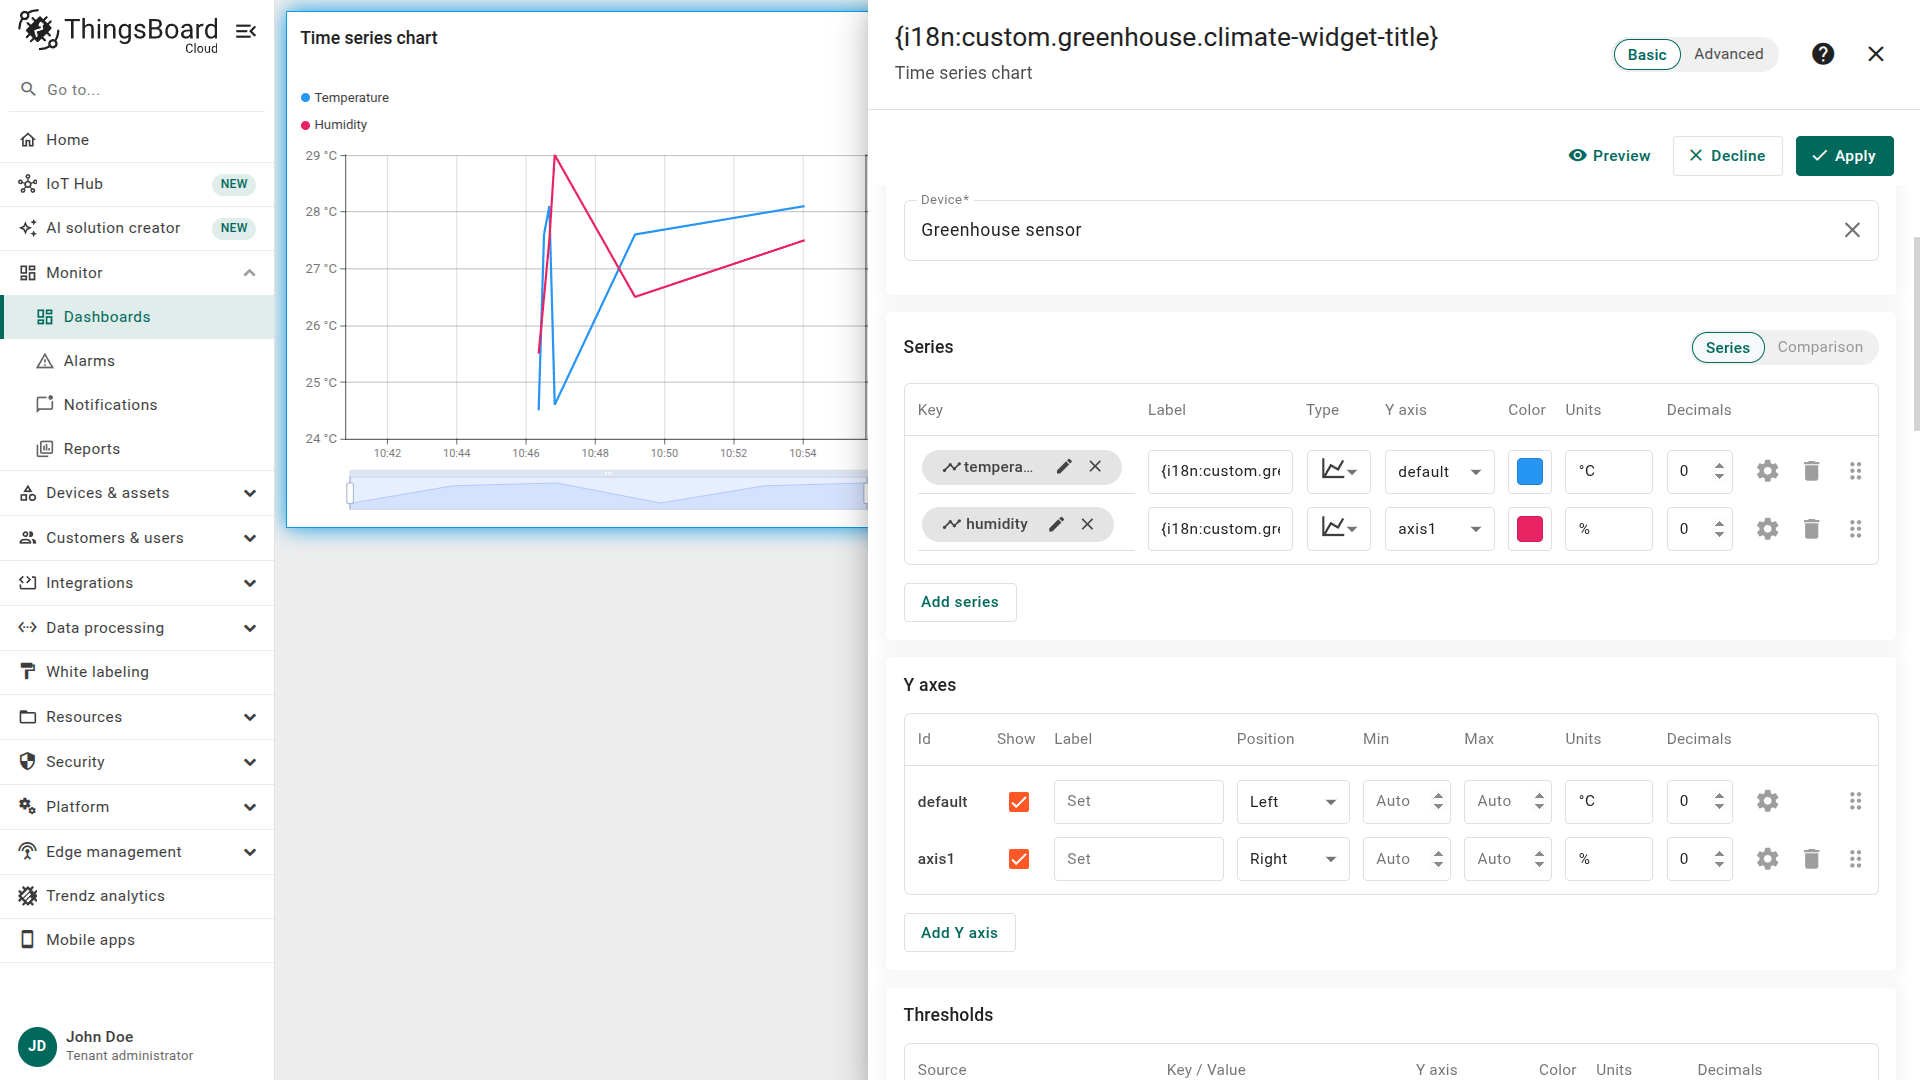 ThingsBoard
Cloud
Go to...
Home
IoT Hub NEW
AI solution creator NEW
Monitor
Dashboards
Alarms
Notifications
Reports
Devices & assets
Customers & users
Integrations
Data processing
White labeling
Resources
Security
Platform
Edge management
Trendz analytics
Mobile apps
JD
John Doe
Tenant administrator
Time series chart
Temperature
Humidity
29 °C
28 °C
27 °C
26 °C
25 °C
24 °C
10:42 10:44 10:46 10:48 10:50 10:52 10:54
{i18n:custom.greenhouse.climate-widget-title}
Time series chart
Basic Advanced
Preview Decline Apply
Device*
Greenhouse sensor
Series
Series Comparison
Key Label Type Y axis Color Units Decimals
tempera... {i18n:custom.gre default °C 0
humidity {i18n:custom.gre axis1 % 0
Add series
Y axes
Id Show Label Position Min Max Units Decimals
default Set Left Auto Auto °C 0
axis1 Set Right Auto Auto % 0
Add Y axis
Thresholds
Source Key / Value Y axis Color Units Decimals